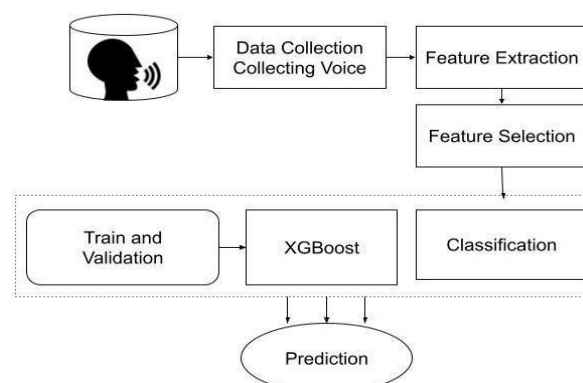 Data Collection
Collecting Voice
Feature Extraction
Feature Selection
Train and
Validation
XGBoost
Classification
Prediction